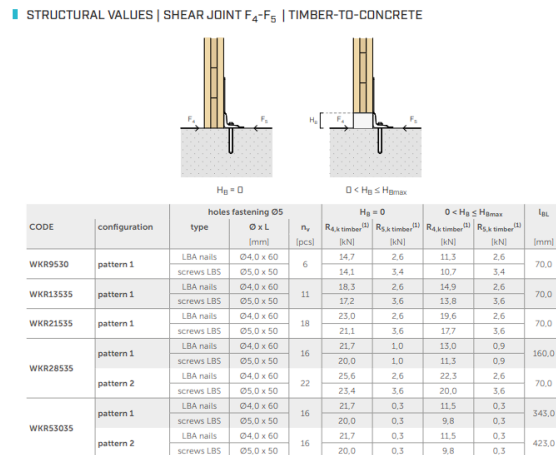 STRUCTURAL VALUES | SHEAR JOINT F4-F5 | TIMBER-TO-CONCRETE
F4 F5 HB F4 F5
HB = 0 0 < HB ≤ HBmax
holes fastening Ø5 HB = 0 0 < HB ≤ HBmax lBL
CODE configuration type Ø x L nv R4,k timber(1) R5,k timber(1) R4,k timber(1) R5,k timber(1)
[mm] [pcs] [kN] [kN] [kN] [kN] [mm]
WKR9530 pattern 1 LBA nails Ø4,0 x 60 6 14,7 2,6 11,3 2,6 70,0
screws LBS Ø5,0 x 50 14,1 3,4 10,7 3,4
WKR13535 pattern 1 LBA nails Ø4,0 x 60 11 18,3 2,6 14,9 2,6 70,0
screws LBS Ø5,0 x 50 17,2 3,6 13,8 3,6
WKR21535 pattern 1 LBA nails Ø4,0 x 60 18 23,0 2,6 19,6 2,6 70,0
screws LBS Ø5,0 x 50 21,1 3,6 17,7 3,6
WKR28535 pattern 1 LBA nails Ø4,0 x 60 16 21,7 1,0 13,0 0,9 160,0
screws LBS Ø5,0 x 50 20,0 1,0 11,3 0,9
pattern 2 LBA nails Ø4,0 x 60 22 25,6 2,6 22,3 2,6 70,0
screws LBS Ø5,0 x 50 23,4 3,6 20,0 3,6
WKR53035 pattern 1 LBA nails Ø4,0 x 60 16 21,7 0,3 11,5 0,3 343,0
screws LBS Ø5,0 x 50 20,0 0,3 9,8 0,3
pattern 2 LBA nails Ø4,0 x 60 16 21,7 0,3 11,5 0,3 423,0
screws LBS Ø5,0 x 50 20,0 0,3 9,8 0,3